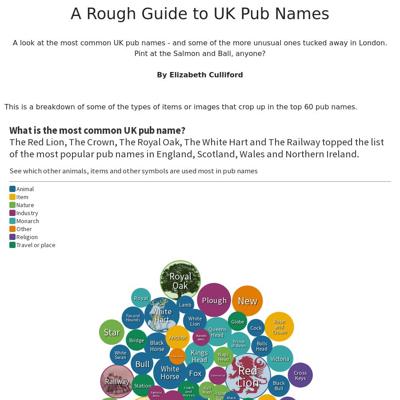 A Rough Guide to UK Pub Names
A look at the most common UK pub names - and some of the more unusual ones tucked away in London.
Pint at the Salmon and Ball, anyone?
By Elizabeth Culliford
This is a breakdown of some of the types of items or images that crop up in the top 60 pub names.
What is the most common UK pub name?
The Red Lion, The Crown, The Royal Oak, The White Hart and The Railway topped the list
of the most popular pub names in England, Scotland, Wales and Northern Ireland.
See which other animals, items and other symbols are used most in pub names
Animal
Item
Nature
Industry
Monarch
Other
Religion
Travel or place
Royal
Oak
Royal
Lamb
Plough
New
White
Hart
White
Lion
Queens
Head
Globe
Cock
Rose
and
Crown
Star
Bridge
Black
Horse
Anchor
Bulls
Head
White
Swan
Kings
Head
Victoria
Bull
White
Horse
Fox
Red
Lion
Cross
Keys
Railway
Station
Black
Bull